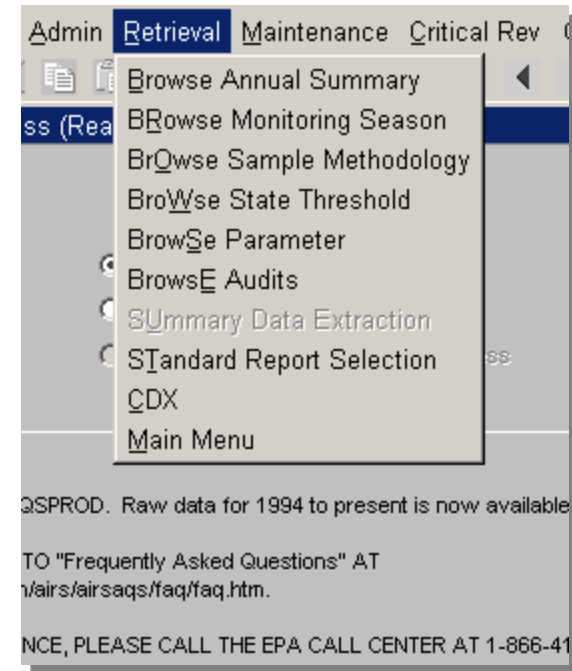 Admin Retrieval Maintenance Critical Rev
ss (Rea
Browse Annual Summary
BRowse Monitoring Season
BrOwse Sample Methodology
BroWse State Threshold
BrowSe Parameter
BrowsE Audits
SUmmary Data Extraction
STandard Report Selection
ss
CDX
Main Menu
QSPROD. Raw data for 1994 to present is now available
TO "Frequently Asked Questions" AT
n/airs/airsaqs/faq/faq.htm.
NCE, PLEASE CALL THE EPA CALL CENTER AT 1-866-41